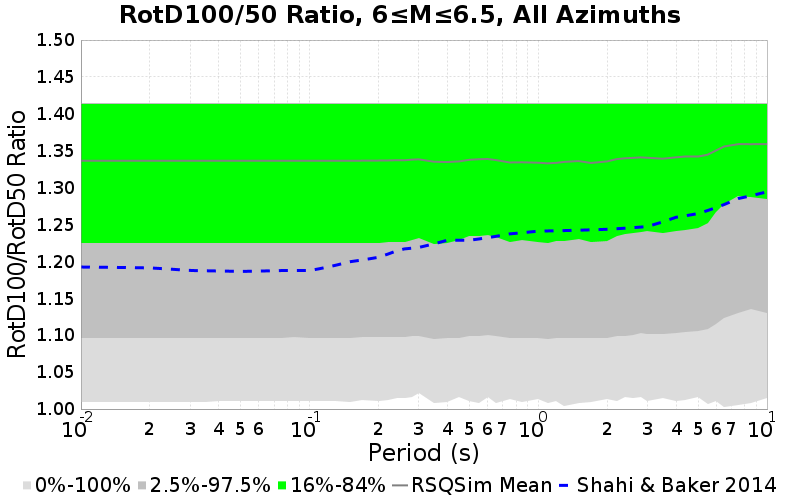 RotD100/50 Ratio, 6≤M≤6.5, All Azimuths
RotD100/RotD50 Ratio
1.50
1.45
1.40
1.35
1.30
1.25
1.20
1.15
1.10
1.05
1.00
10-2 2 3 4 5 6 10-1 2 3 4 5 6 7 100 2 3 4 5 6 7 101
Period (s)
0%-100% 2.5%-97.5% 16%-84% RSQSim Mean Shahi & Baker 2014